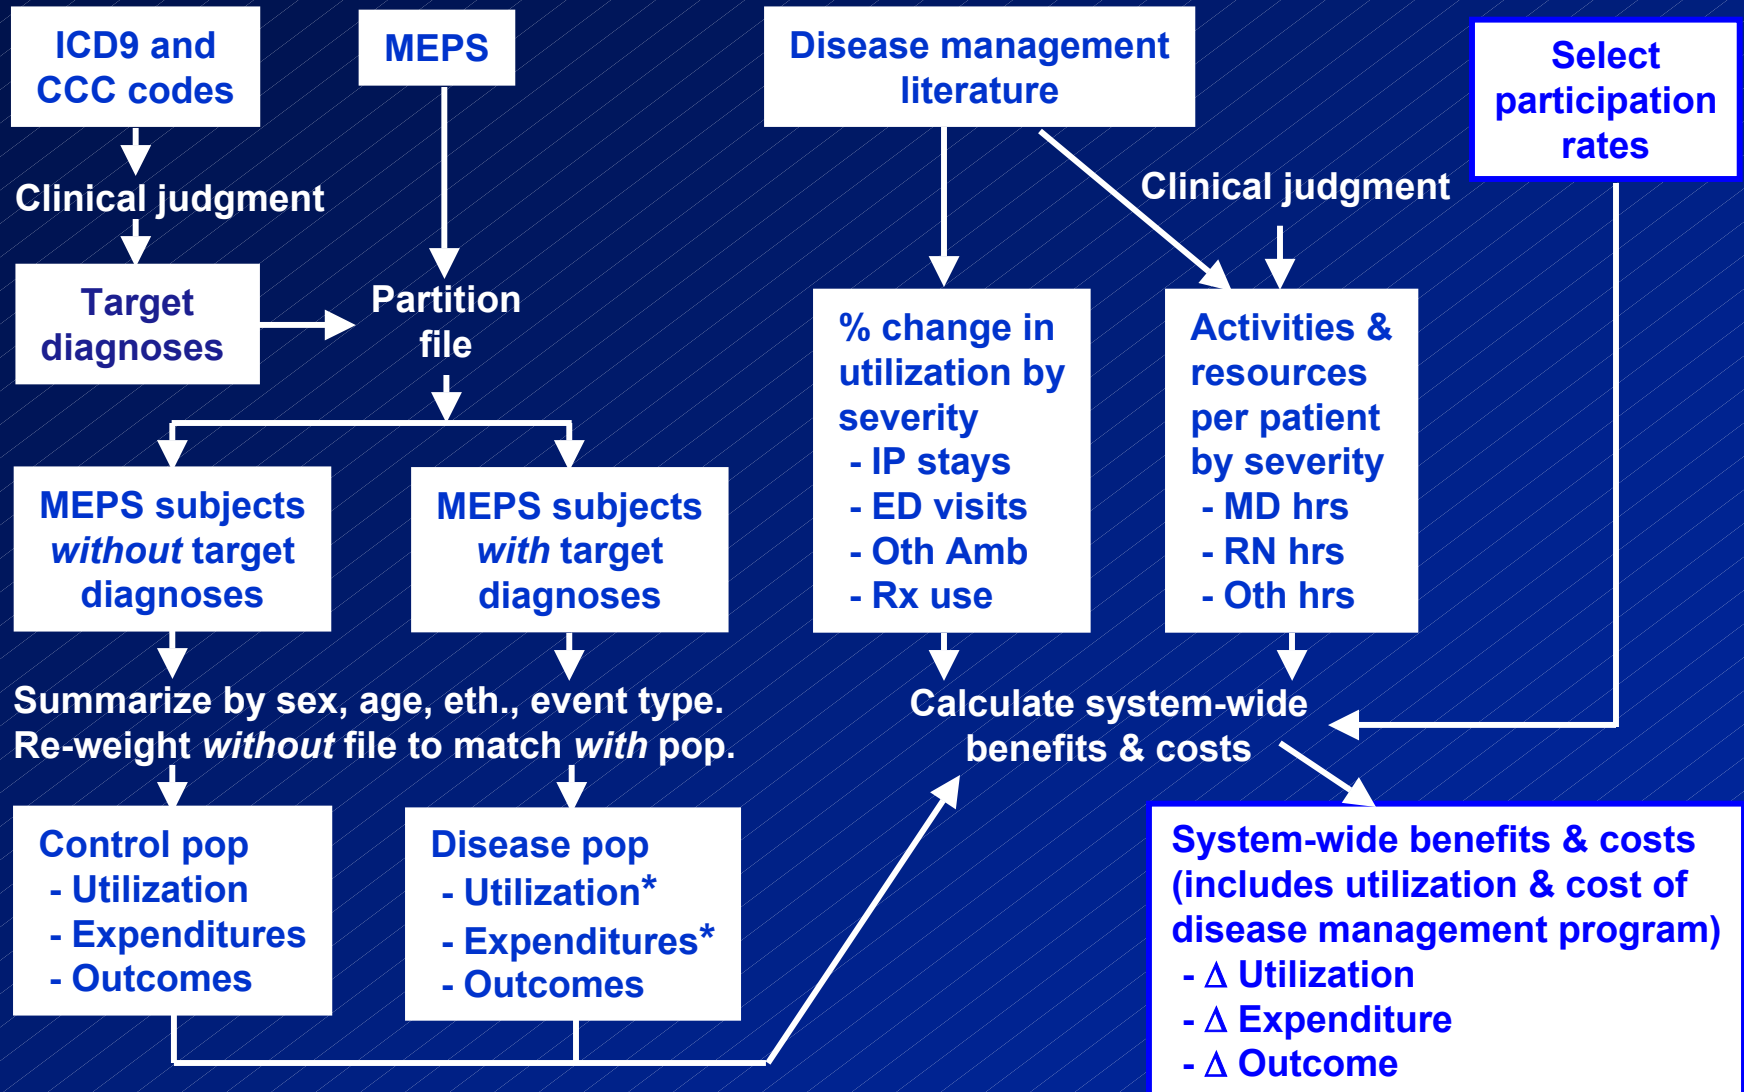 ICD9 and
CCC codes
MEPS
Disease management
literature
Select
participation
rates
Clinical judgment
Clinical judgment
Target
diagnoses
Partition
file
% change in
utilization by
severity
- IP stays
- ED visits
- Oth Amb
- Rx use
Activities &
resources
per patient
by severity
- MD hrs
- RN hrs
- Oth hrs
MEPS subjects
without target
diagnoses
MEPS subjects
with target
diagnoses
Summarize by sex, age, eth., event type.
Re-weight without file to match with pop.
Calculate system-wide
benefits & costs
Control pop
- Utilization
- Expenditures
- Outcomes
Disease pop
- Utilization*
- Expenditures*
- Outcomes
System-wide benefits & costs
(includes utilization & cost of
disease management program)
- Δ Utilization
- Δ Expenditure
- Δ Outcome